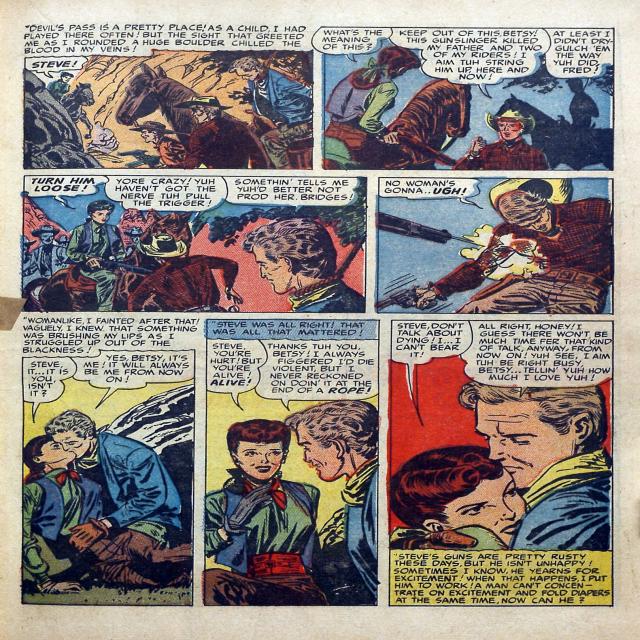 "DEVIL'S PASS IS A PRETTY PLACE! AS A CHILD, I HAD
PLAYED THERE OFTEN! BUT THE SIGHT THAT GREETED
ME AS I ROUNDED A HUGE BOULDER CHILLED THE
BLOOD IN MY VEINS!
STEVE!
WHAT'S THE
MEANING
OF THIS?
KEEP OUT OF THIS, BETSY!
THIS GUNSLINGER KILLED
MY FATHER AND TWO
OF MY RIDERS! I
AIM TUH STRING
HIM UP, HERE AND
NOW!
AT LEAST I
DIDN'T DRY-
GULCH 'EM
THE WAY
YUH DID,
FRED!
TURN HIM
LOOSE!
YORE CRAZY! YUH
HAVEN'T GOT THE
NERVE TUH PULL
THE TRIGGER!
SOMETHIN' TELLS ME
YUH'D BETTER NOT
PROD HER, BRIDGES!
NO WOMAN'S
GONNA.. UGH!
"WOMANLIKE, I FAINTED AFTER THAT!
VAGUELY, I KNEW THAT SOMETHING
WAS BRUSHING MY LIPS AS I
STRUGGLED UP OUT OF THE
BLACKNESS!
STEVE,
IT...IT IS
YOU,
ISN'T
IT?
YES, BETSY, IT'S
ME! IT WILL ALWAYS
BE ME FROM NOW
ON!
"STEVE WAS ALL RIGHT! THAT
WAS ALL THAT MATTERED!
STEVE,
YOU'RE
HURT! BUT
YOU'RE
ALIVE!
ALIVE!
THANKS TUH YOU,
BETSY! I ALWAYS
FIGGERED I'D DIE
VIOLENT, BUT I
NEVER RECKONED
ON DOIN' IT AT THE
END OF A ROPE!
STEVE, DON'T
TALK ABOUT
DYING! I...I
CAN'T BEAR
IT!
ALL RIGHT, HONEY! I
GUESS THERE WON'T BE
MUCH TIME FER THAT KIND
OF TALK, ANYWAY, FROM
NOW ON! YUH SEE, I AIM
TUH BE RIGHT BUSY,
BETSY... TELLIN' YUH HOW
MUCH I LOVE YUH!
"STEVE'S GUNS ARE PRETTY RUSTY
THESE DAYS, BUT HE ISN'T UNHAPPY!
SOMETIMES I KNOW, HE YEARNS FOR
EXCITEMENT! WHEN THAT HAPPENS, I PUT
HIM TO WORK! A MAN CAN'T CONCEN-
TRATE ON EXCITEMENT AND FOLD DIAPERS
AT THE SAME TIME, NOW CAN HE?